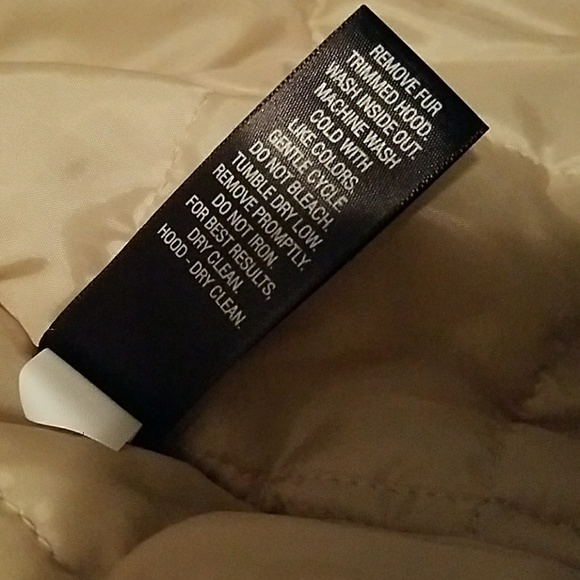 REMOVE FUR
TRIMMED HOOD.
WASH INSIDE OUT.
MACHINE WASH
COLD WITH
LIKE COLORS.
GENTLE CYCLE
DO NOT BLEACH.
TUMBLE DRY LOW.
REMOVE PROMPTLY.
DO NOT IRON.
FOR BEST RESULTS,
DRY CLEAN.
HOOD - DRY CLEAN.